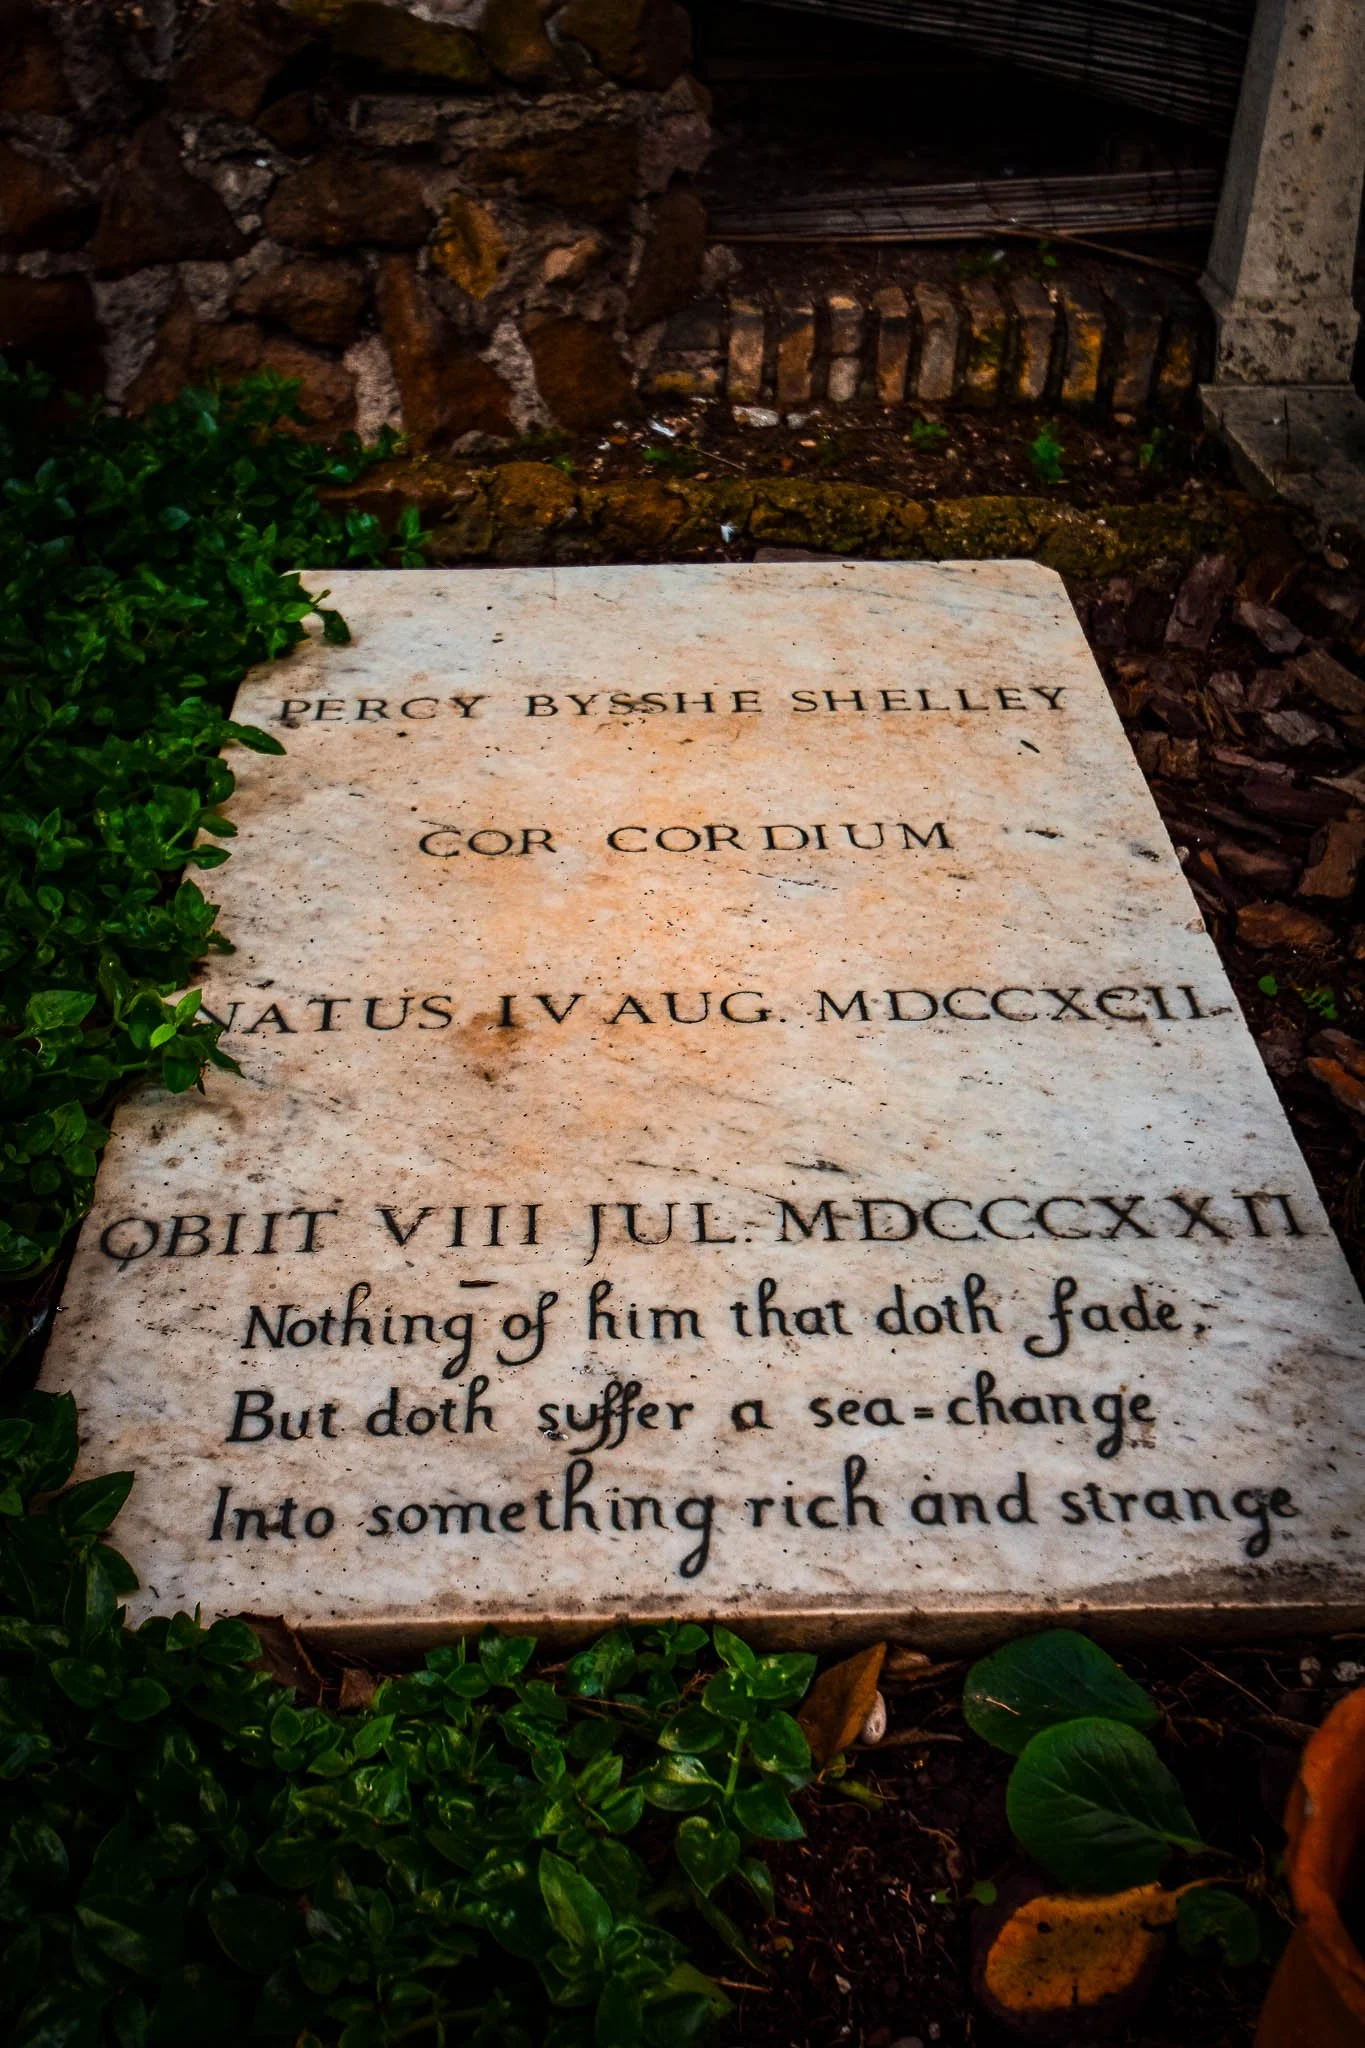 PERCY BYSSHE SHELLEY
COR CORDIUM
NATUS IV AUG. MDCCXCII
OBIIT VIII JUL. MDCCCXXII
Nothing of him that doth fade,
But doth suffer a sea=change
Into something rich and strange